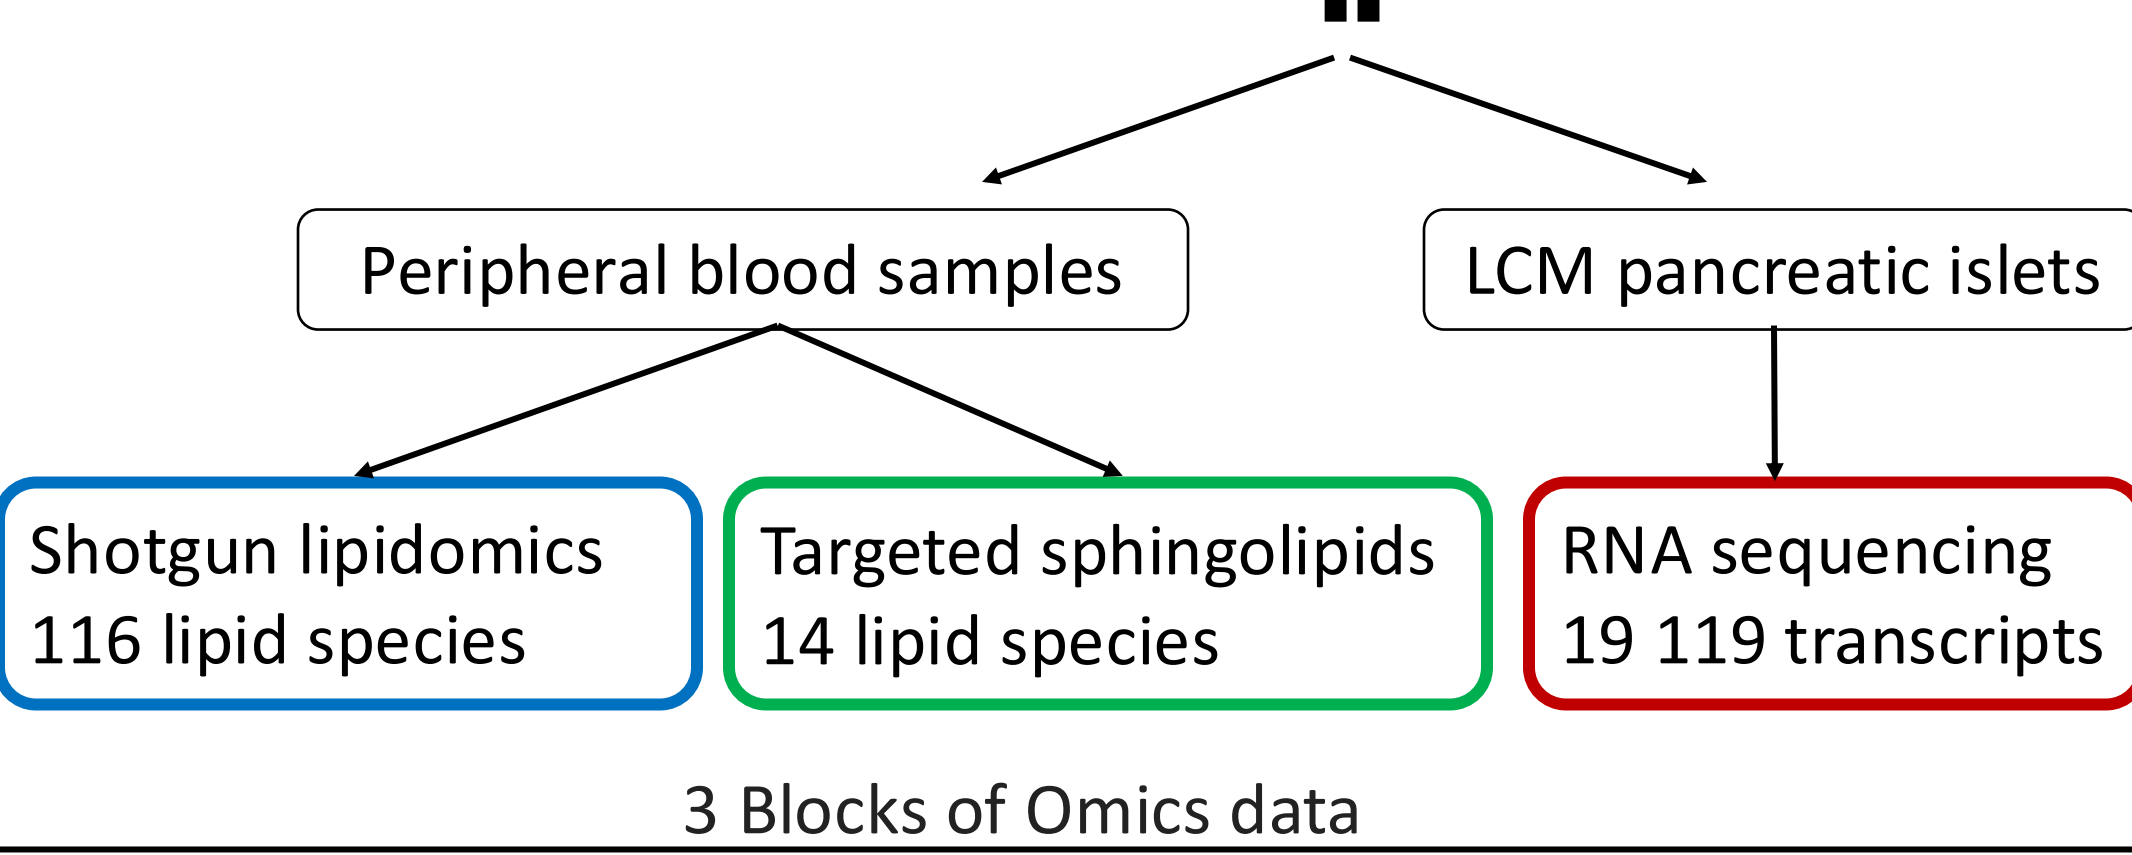 Peripheral blood samples
LCM pancreatic islets
Shotgun lipidomics
116 lipid species
Targeted sphingolipids
14 lipid species
RNA sequencing
19 119 transcripts
3 Blocks of Omics data